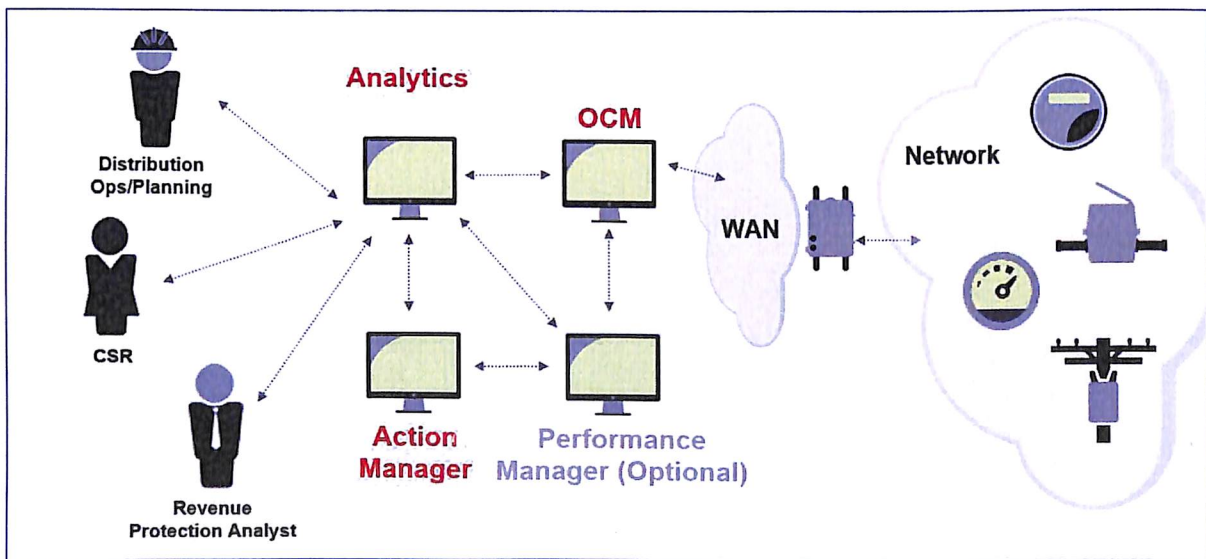 Distribution
Ops/Planning
CSR
Revenue
Protection Analyst
Analytics
OCM
Action
Manager
Performance
Manager (Optional)
WAN
Network